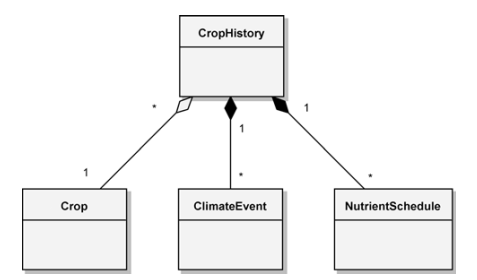 CropHistory
*
1
1
1
*
*
Crop
ClimateEvent
NutrientSchedule